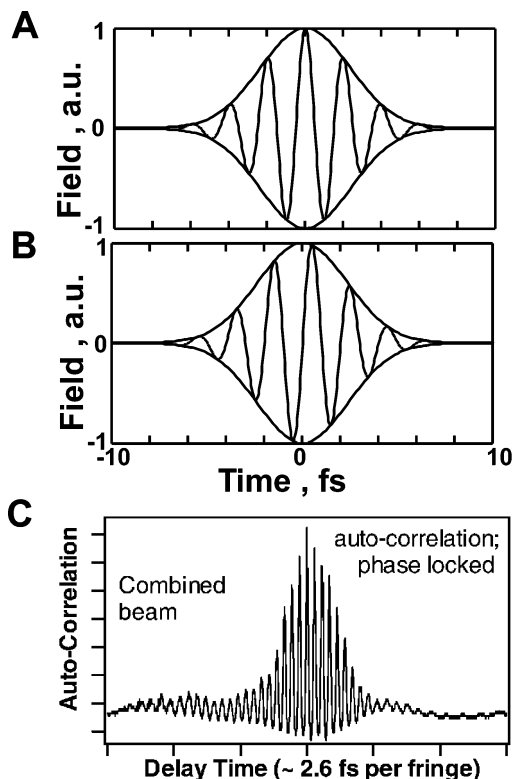 A
1
0
-1
Field , a.u.
B
1
0
-1
Field , a.u.
-10 0 10
Time , fs
C
auto-correlation;
phase locked
Combined
beam
Auto-Correlation
Delay Time (~ 2.6 fs per fringe)